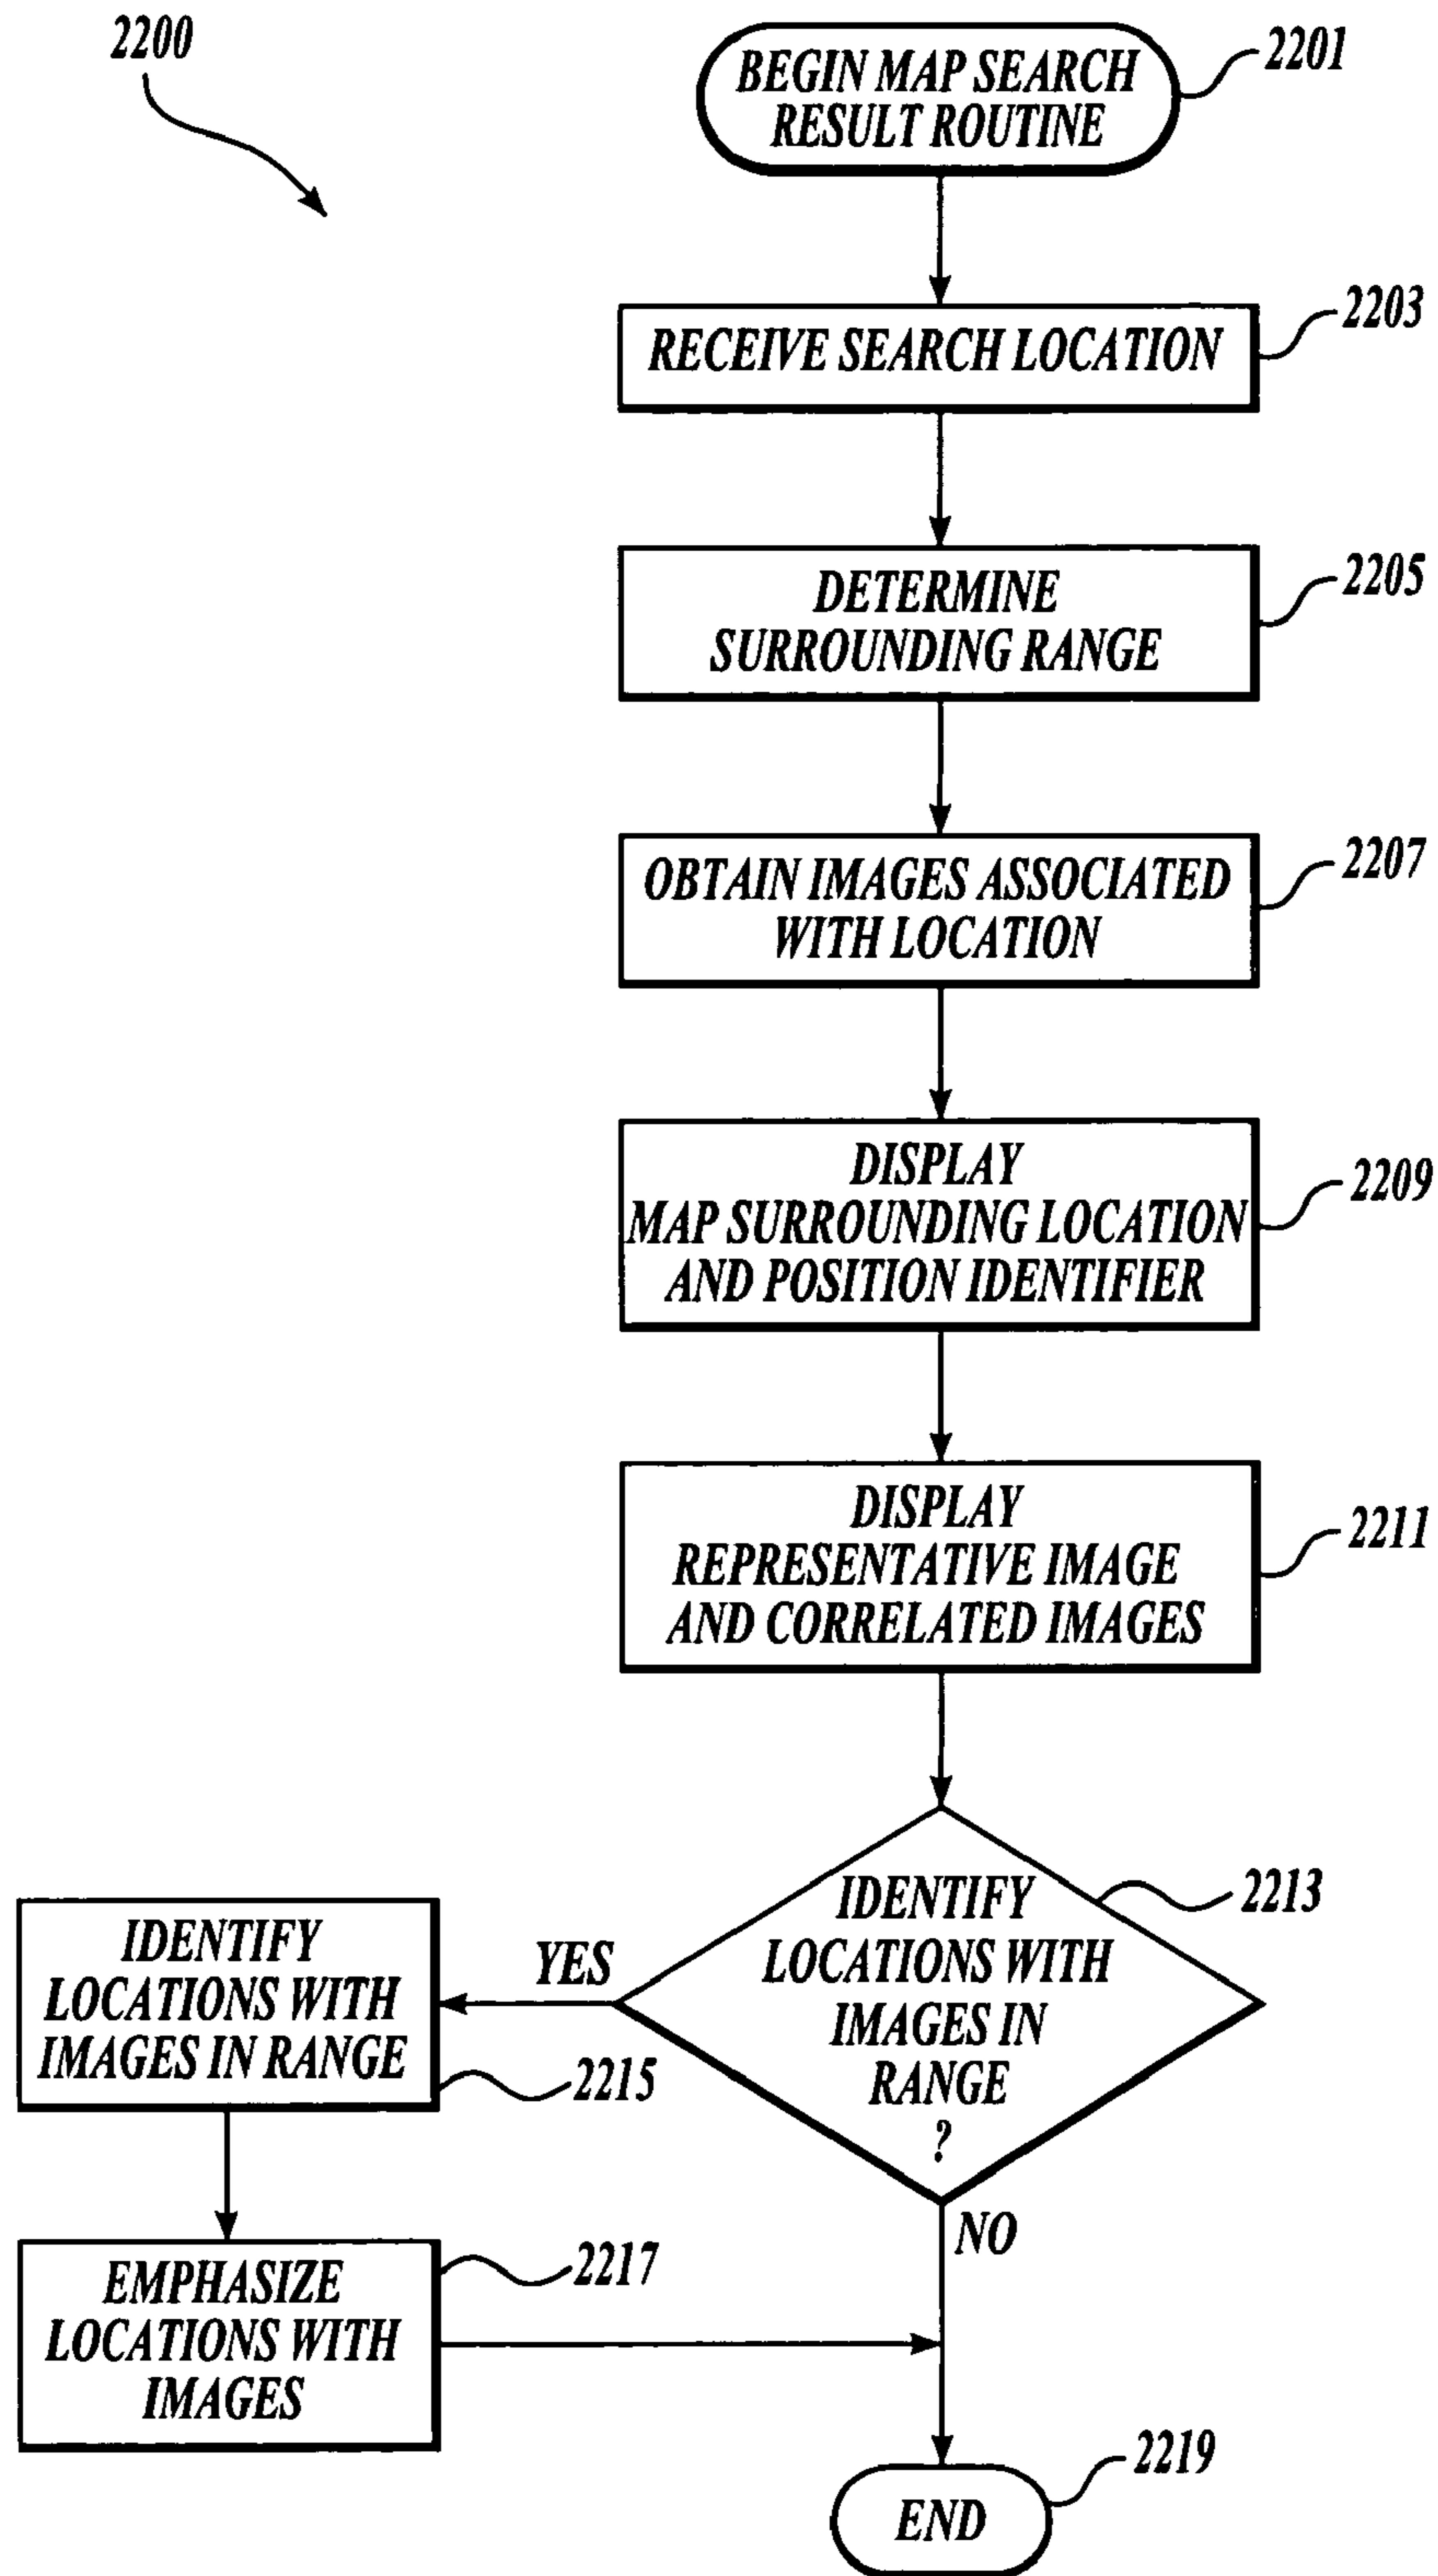 2200
BEGIN MAP SEARCH
RESULT ROUTINE
2201
RECEIVE SEARCH LOCATION
2203
DETERMINE
SURROUNDING RANGE
2205
OBTAIN IMAGES ASSOCIATED
WITH LOCATION
2207
DISPLAY
MAP SURROUNDING LOCATION
AND POSITION IDENTIFIER
2209
DISPLAY
REPRESENTATIVE IMAGE
AND CORRELATED IMAGES
2211
IDENTIFY
LOCATIONS WITH
IMAGES IN
RANGE
?
2213
YES
IDENTIFY
LOCATIONS WITH
IMAGES IN RANGE
2215
NO
EMPHASIZE
LOCATIONS WITH
IMAGES
2217
END
2219